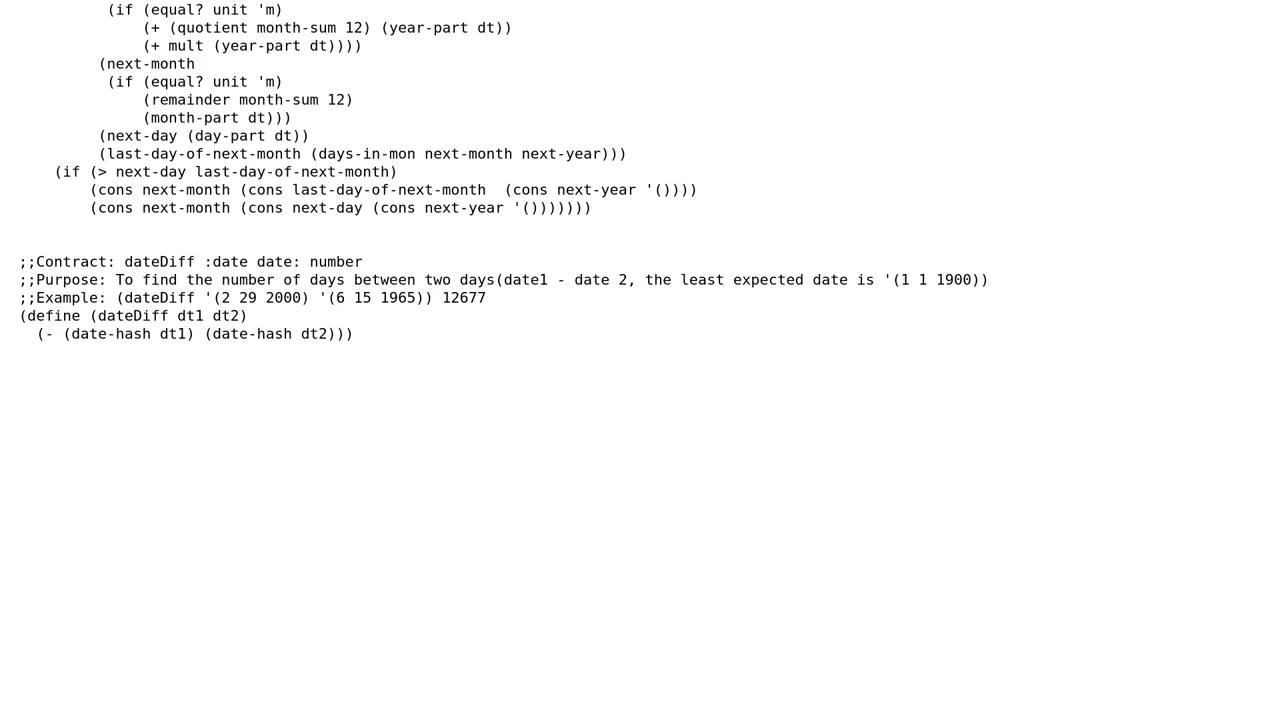 (if (equal? unit 'm)
(+ (quotient month-sum 12) (year-part dt))
(+ mult (year-part dt))))
(next-month
(if (equal? unit 'm)
(remainder month-sum 12)
(month-part dt)))
(next-day (day-part dt))
(last-day-of-next-month (days-in-mon next-month next-year)))
(if (> next-day last-day-of-next-month)
(cons next-month (cons last-day-of-next-month  (cons next-year '())))
(cons next-month (cons next-day (cons next-year '()))))))
;;Contract: dateDiff :date date: number
;;Purpose: To find the number of days between two days(date1 - date 2, the least expected date is '(1 1 1900))
;;Example: (dateDiff '(2 29 2000) '(6 15 1965)) 12677
(define (dateDiff dt1 dt2)
(- (date-hash dt1) (date-hash dt2)))